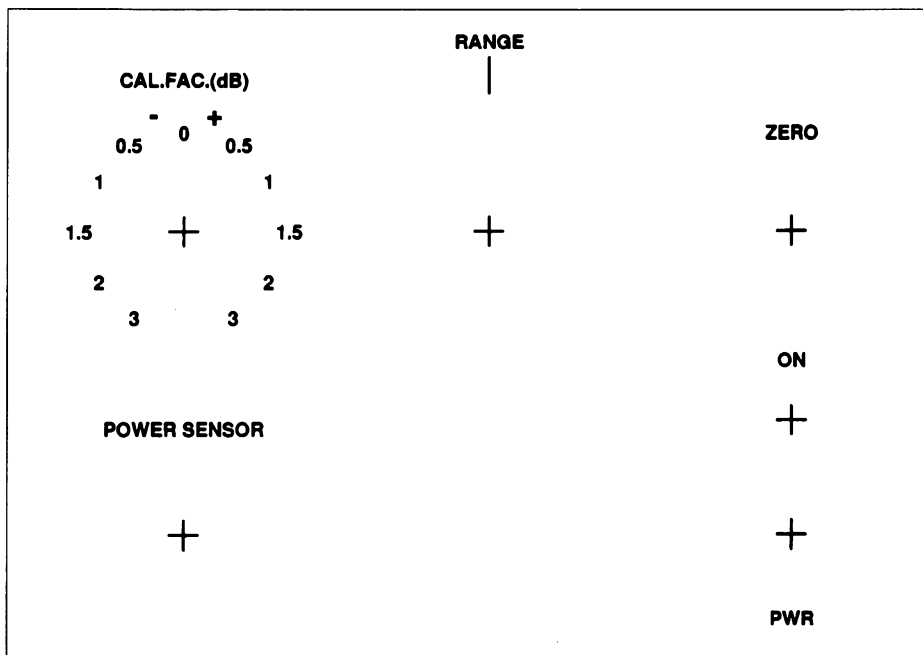 RANGE
CAL.FAC.(dB)
- 0 +
0.5 0.5
ZERO
1 1
1.5 1.5
2 2
3 3
ON
POWER SENSOR
PWR